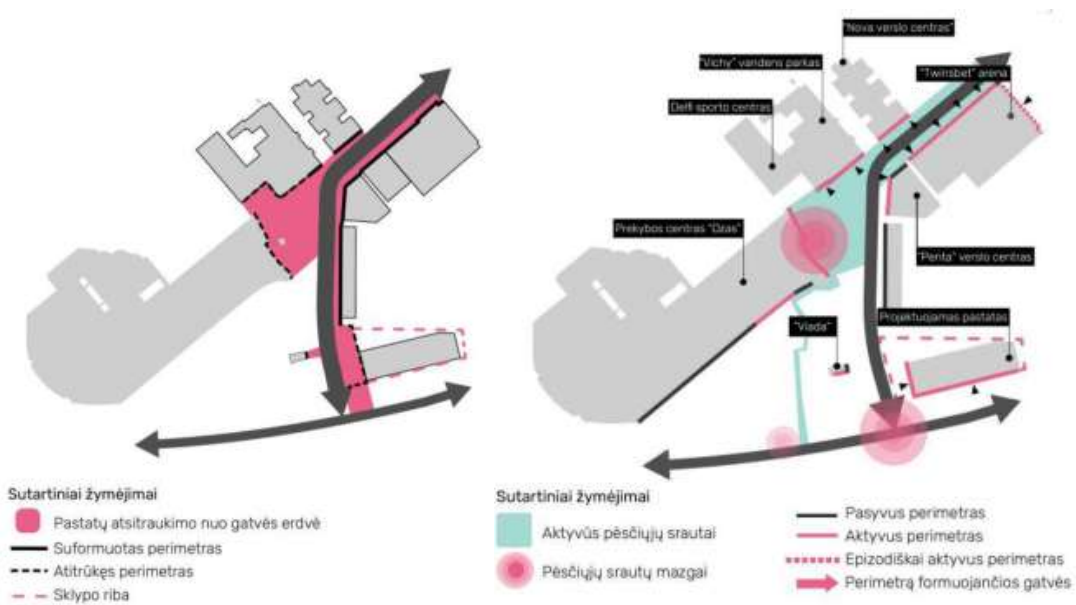 "Nova verslo centras"
"Vichy" vandens parkas
"Twinsbet" arena
Delfi sporto centras
Prekybos centras "Ozas"
"Penta" verslo centras
"Viada"
Projektuojamas pastatas
Sutartiniai žymėjimai
Pastatų atsitraukimo nuo gatvės erdvė
Suformuotas perimetras
Atitrūkęs perimetras
Sklypo riba
Sutartiniai žymėjimai
Aktyvūs pėsčiųjų srautai
Pėsčiųjų srautų mazgai
Pasyvus perimetras
Aktyvus perimetras
Epizodiškai aktyvus perimetras
Perimetrą formuojančios gatvės